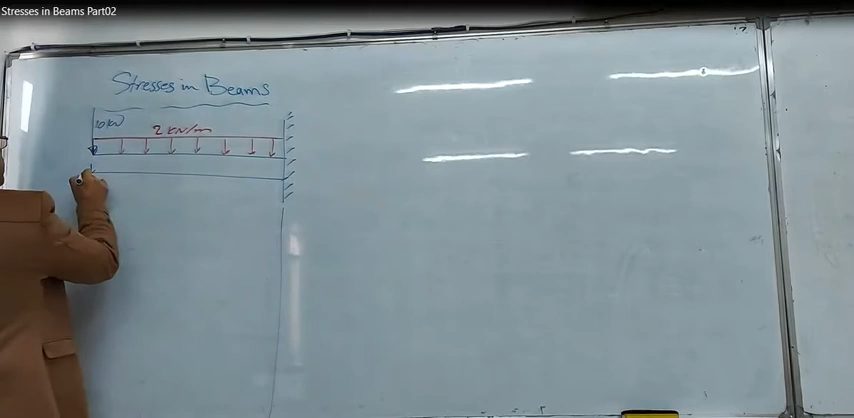 Stresses in Beams Part02
Stresses in Beams
10 kN
2 kN/m